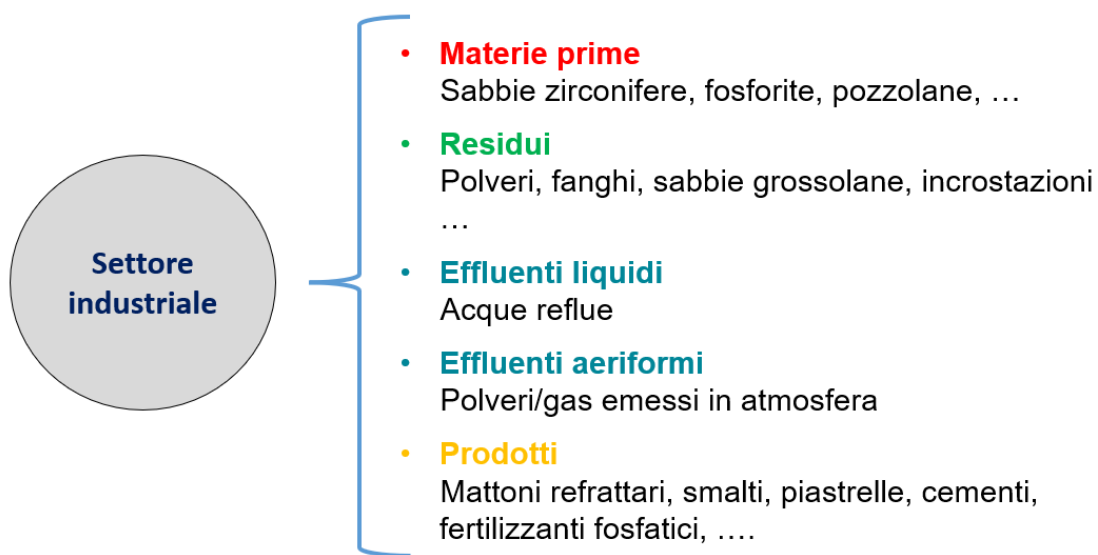 Settore
industriale
• Materie prime
Sabbie zirconifere, fosforite, pozzolane, …
• Residui
Polveri, fanghi, sabbie grossolane, incrostazioni
…
• Effluenti liquidi
Acque reflue
• Effluenti aeriformi
Polveri/gas emessi in atmosfera
• Prodotti
Mattoni refrattari, smalti, piastrelle, cementi,
fertilizzanti fosfatici, ….